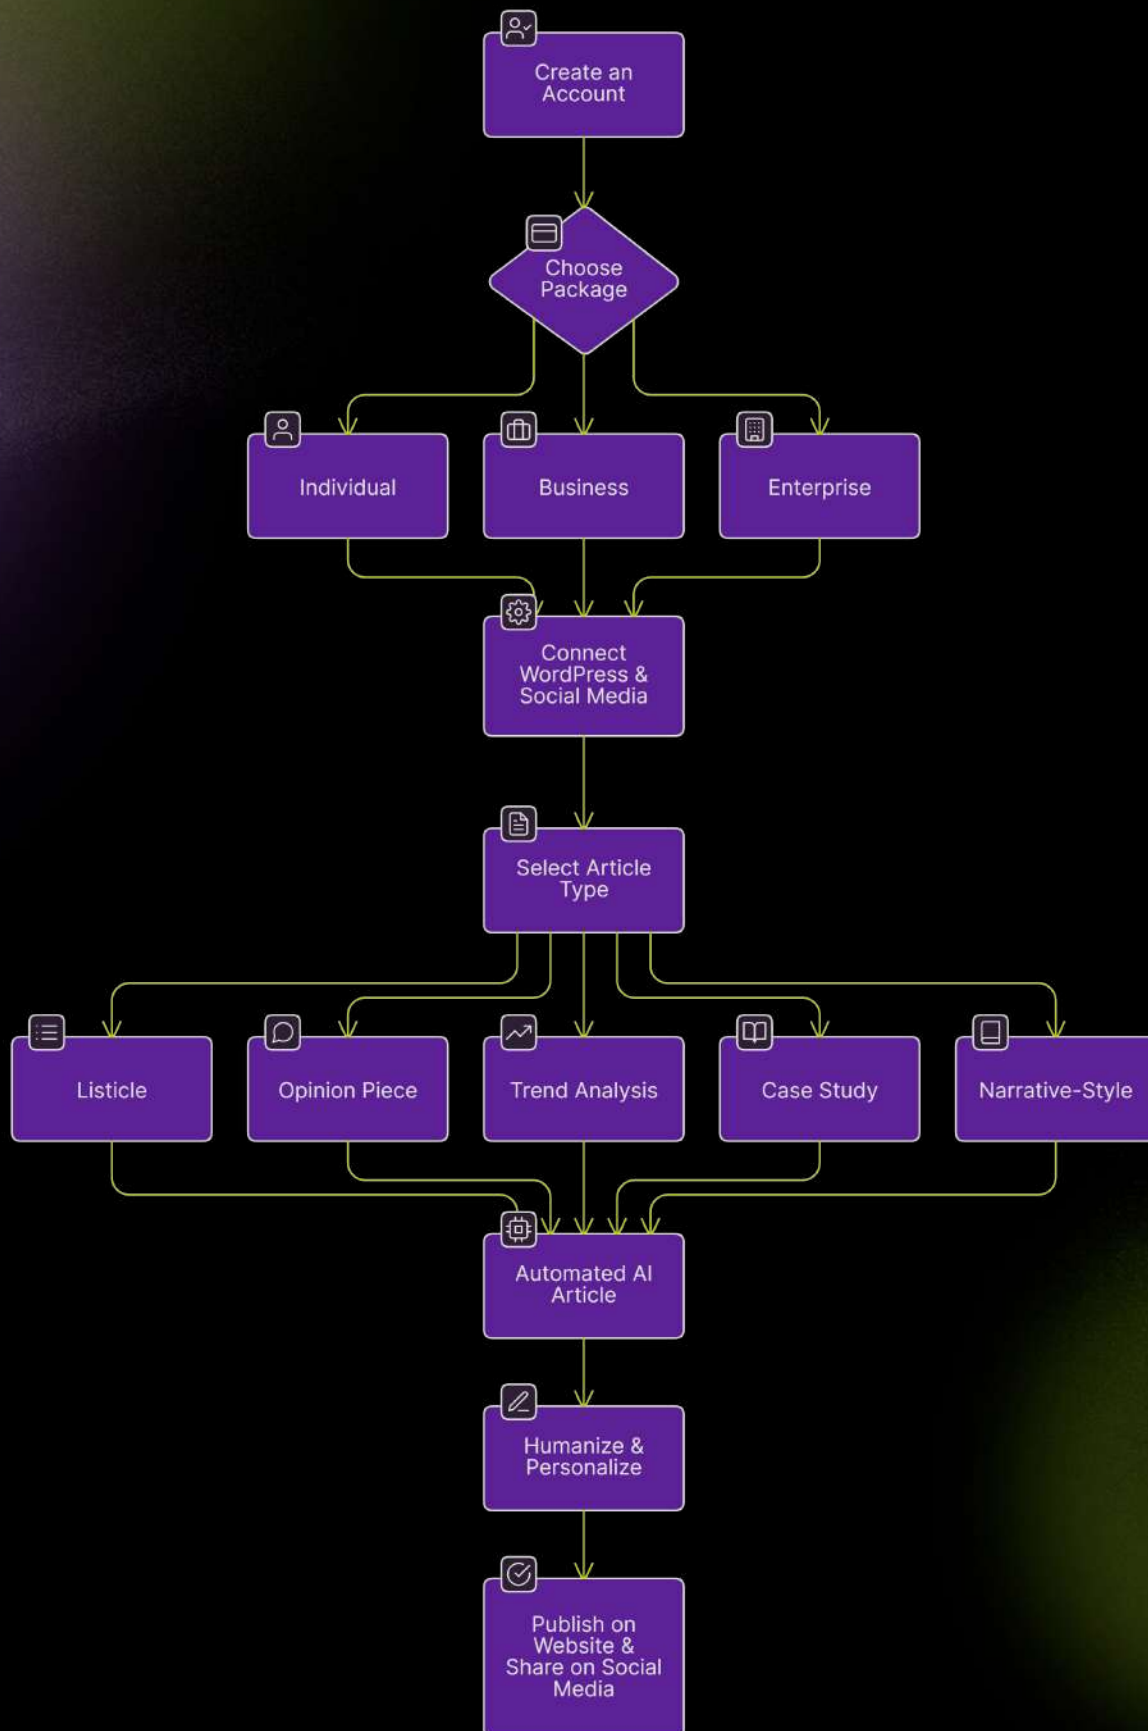 Create an
Account
Choose
Package
Individual
Business
Enterprise
Connect
WordPress &
Social Media
Select Article
Type
Listicle
Opinion Piece
Trend Analysis
Case Study
Narrative-Style
Automated AI
Article
Humanize &
Personalize
Publish on
Website &
Share on Social
Media